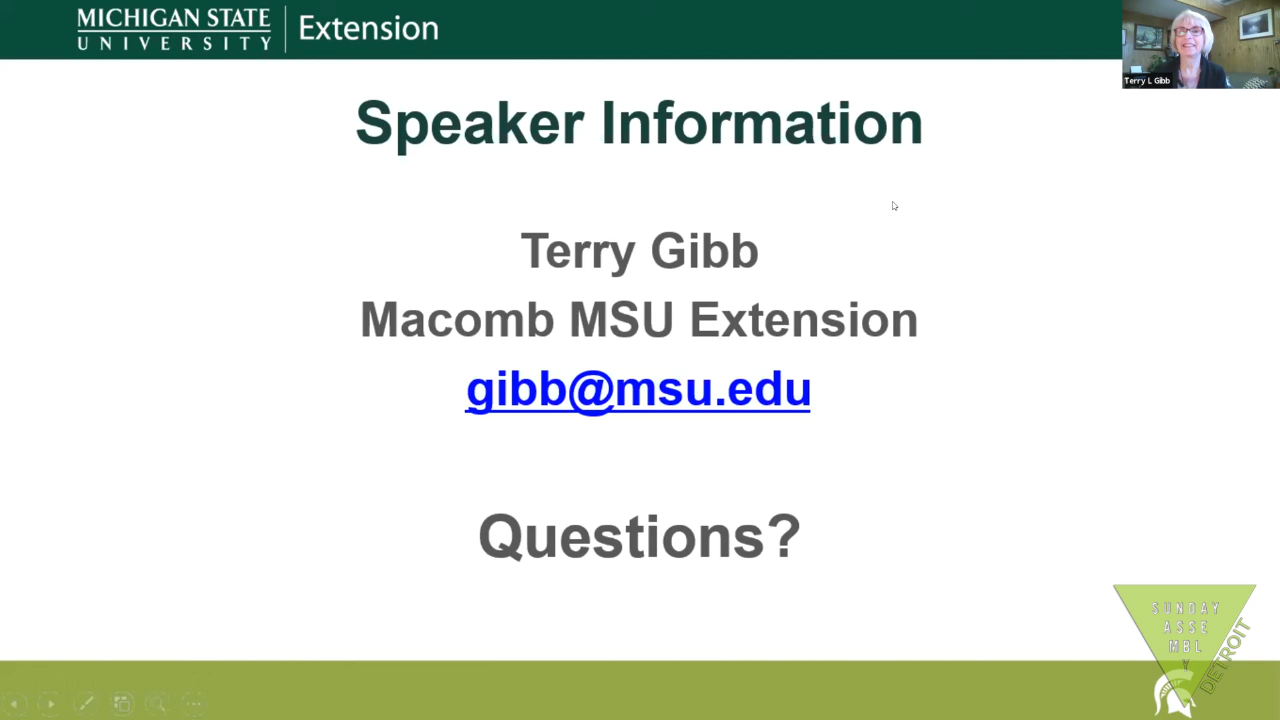 MICHIGAN STATE
UNIVERSITY
Extension
Terry L Gibb
Speaker Information
Terry Gibb
Macomb MSU Extension
gibb@msu.edu
Questions?
SUNDAY
ASSE
MBL
Y
DETROIT